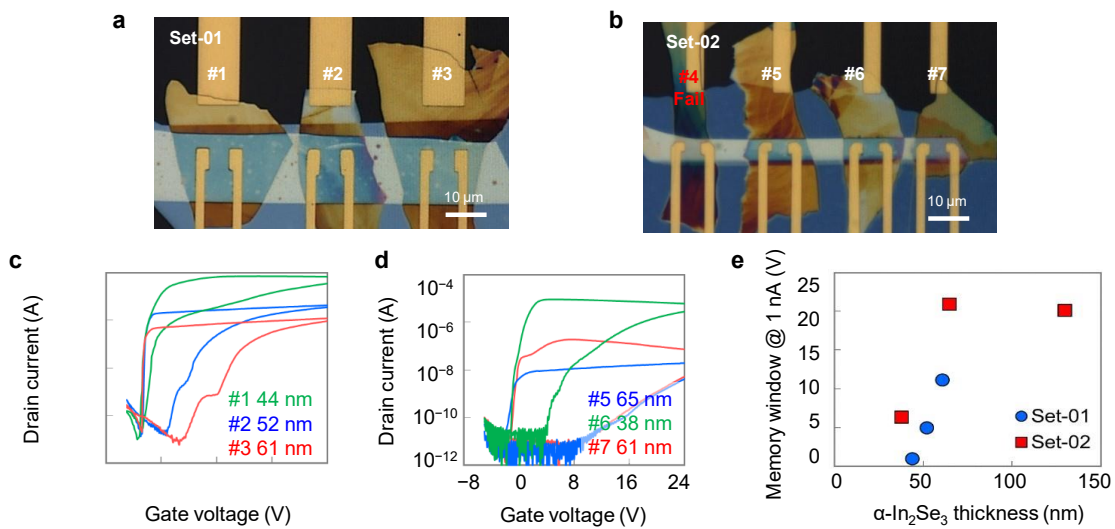 a
Set-01
#1
#2
#3
10 µm
b
Set-02
#4
Fail
#5
#6
#7
10 µm
c
Drain current (A)
#1 44 nm
#2 52 nm
#3 61 nm
Gate voltage (V)
d
Drain current (A)
10⁻⁴
10⁻⁶
10⁻⁸
10⁻¹⁰
10⁻¹²
#5 65 nm
#6 38 nm
#7 61 nm
−8 0 8 16 24
Gate voltage (V)
e
Memory window @ 1 nA (V)
25
20
15
10
5
0
Set-01
Set-02
0 50 100 150
α-In₂Se₃ thickness (nm)